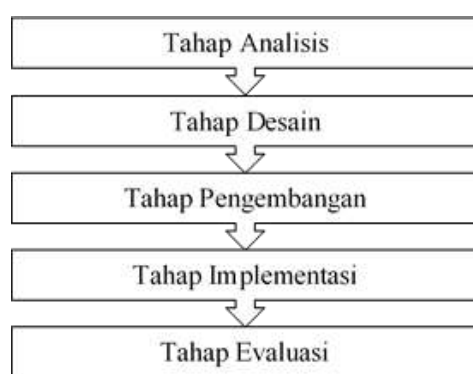 Tahap Analisis
Tahap Desain
Tahap Pengembangan
Tahap Implementasi
Tahap Evaluasi